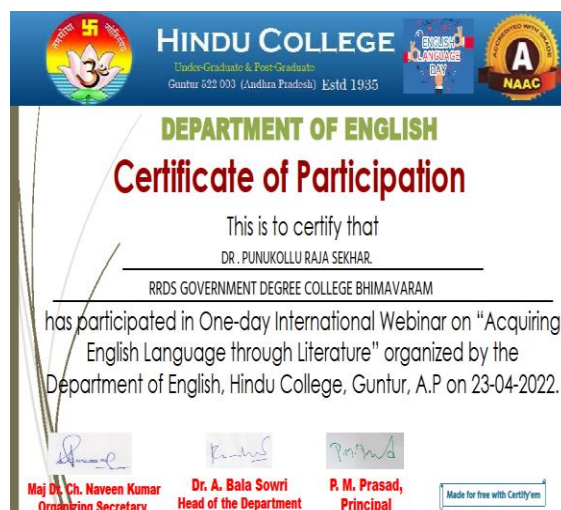 HINDU COLLEGE
Under-Graduate & Post-Graduate
Guntur 522 003 (Andhra Pradesh) Estd 1935
ENGLISH
LANGUAGE
DAY
ACCREDITED WITH GRADE
A
NAAC
DEPARTMENT OF ENGLISH
Certificate of Participation
This is to certify that
DR . PUNUKOLLU RAJA SEKHAR.
RRDS GOVERNMENT DEGREE COLLEGE BHIMAVARAM
has participated in One-day International Webinar on “Acquiring
English Language through Literature” organized by the
Department of English, Hindu College, Guntur, A.P on 23-04-2022.
Maj Dr. Ch. Naveen Kumar
Organizing Secretary
Dr. A. Bala Sowri
Head of the Department
P. M. Prasad,
Principal
Made for free with Certify'em